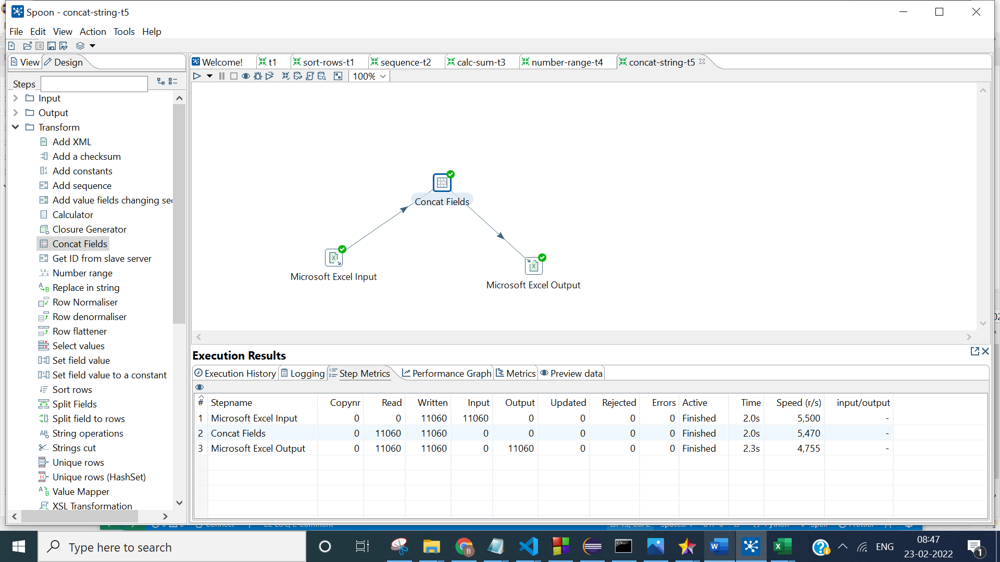 Spoon - concat-string-t5
File Edit View Action Tools Help
View Design
Steps
Input
Output
Transform
Add XML
Add a checksum
Add constants
Add sequence
Add value fields changing se
Calculator
Closure Generator
Concat Fields
Get ID from slave server
Number range
Replace in string
Row Normaliser
Row denormaliser
Row flattener
Select values
Set field value
Set field value to a constant
Sort rows
Split Fields
Split field to rows
String operations
Strings cut
Unique rows
Unique rows (HashSet)
Value Mapper
XSL Transformation
Welcome! t1 sort-rows-t1 sequence-t2 calc-sum-t3 number-range-t4 concat-string-t5
100%
Concat Fields
Microsoft Excel Input
Microsoft Excel Output
Execution Results
Execution History Logging Step Metrics Performance Graph Metrics Preview data
# Stepname Copynr Read Written Input Output Updated Rejected Errors Active Time Speed (r/s) input/output
1 Microsoft Excel Input 0 0 11060 11060 0 0 0 0 Finished 2.0s 5,500 -
2 Concat Fields 0 11060 11060 0 0 0 0 0 Finished 2.0s 5,470 -
3 Microsoft Excel Output 0 11060 11060 0 11060 0 0 0 Finished 2.3s 4,755 -
Type here to search
ENG
08:47
23-02-2022
1